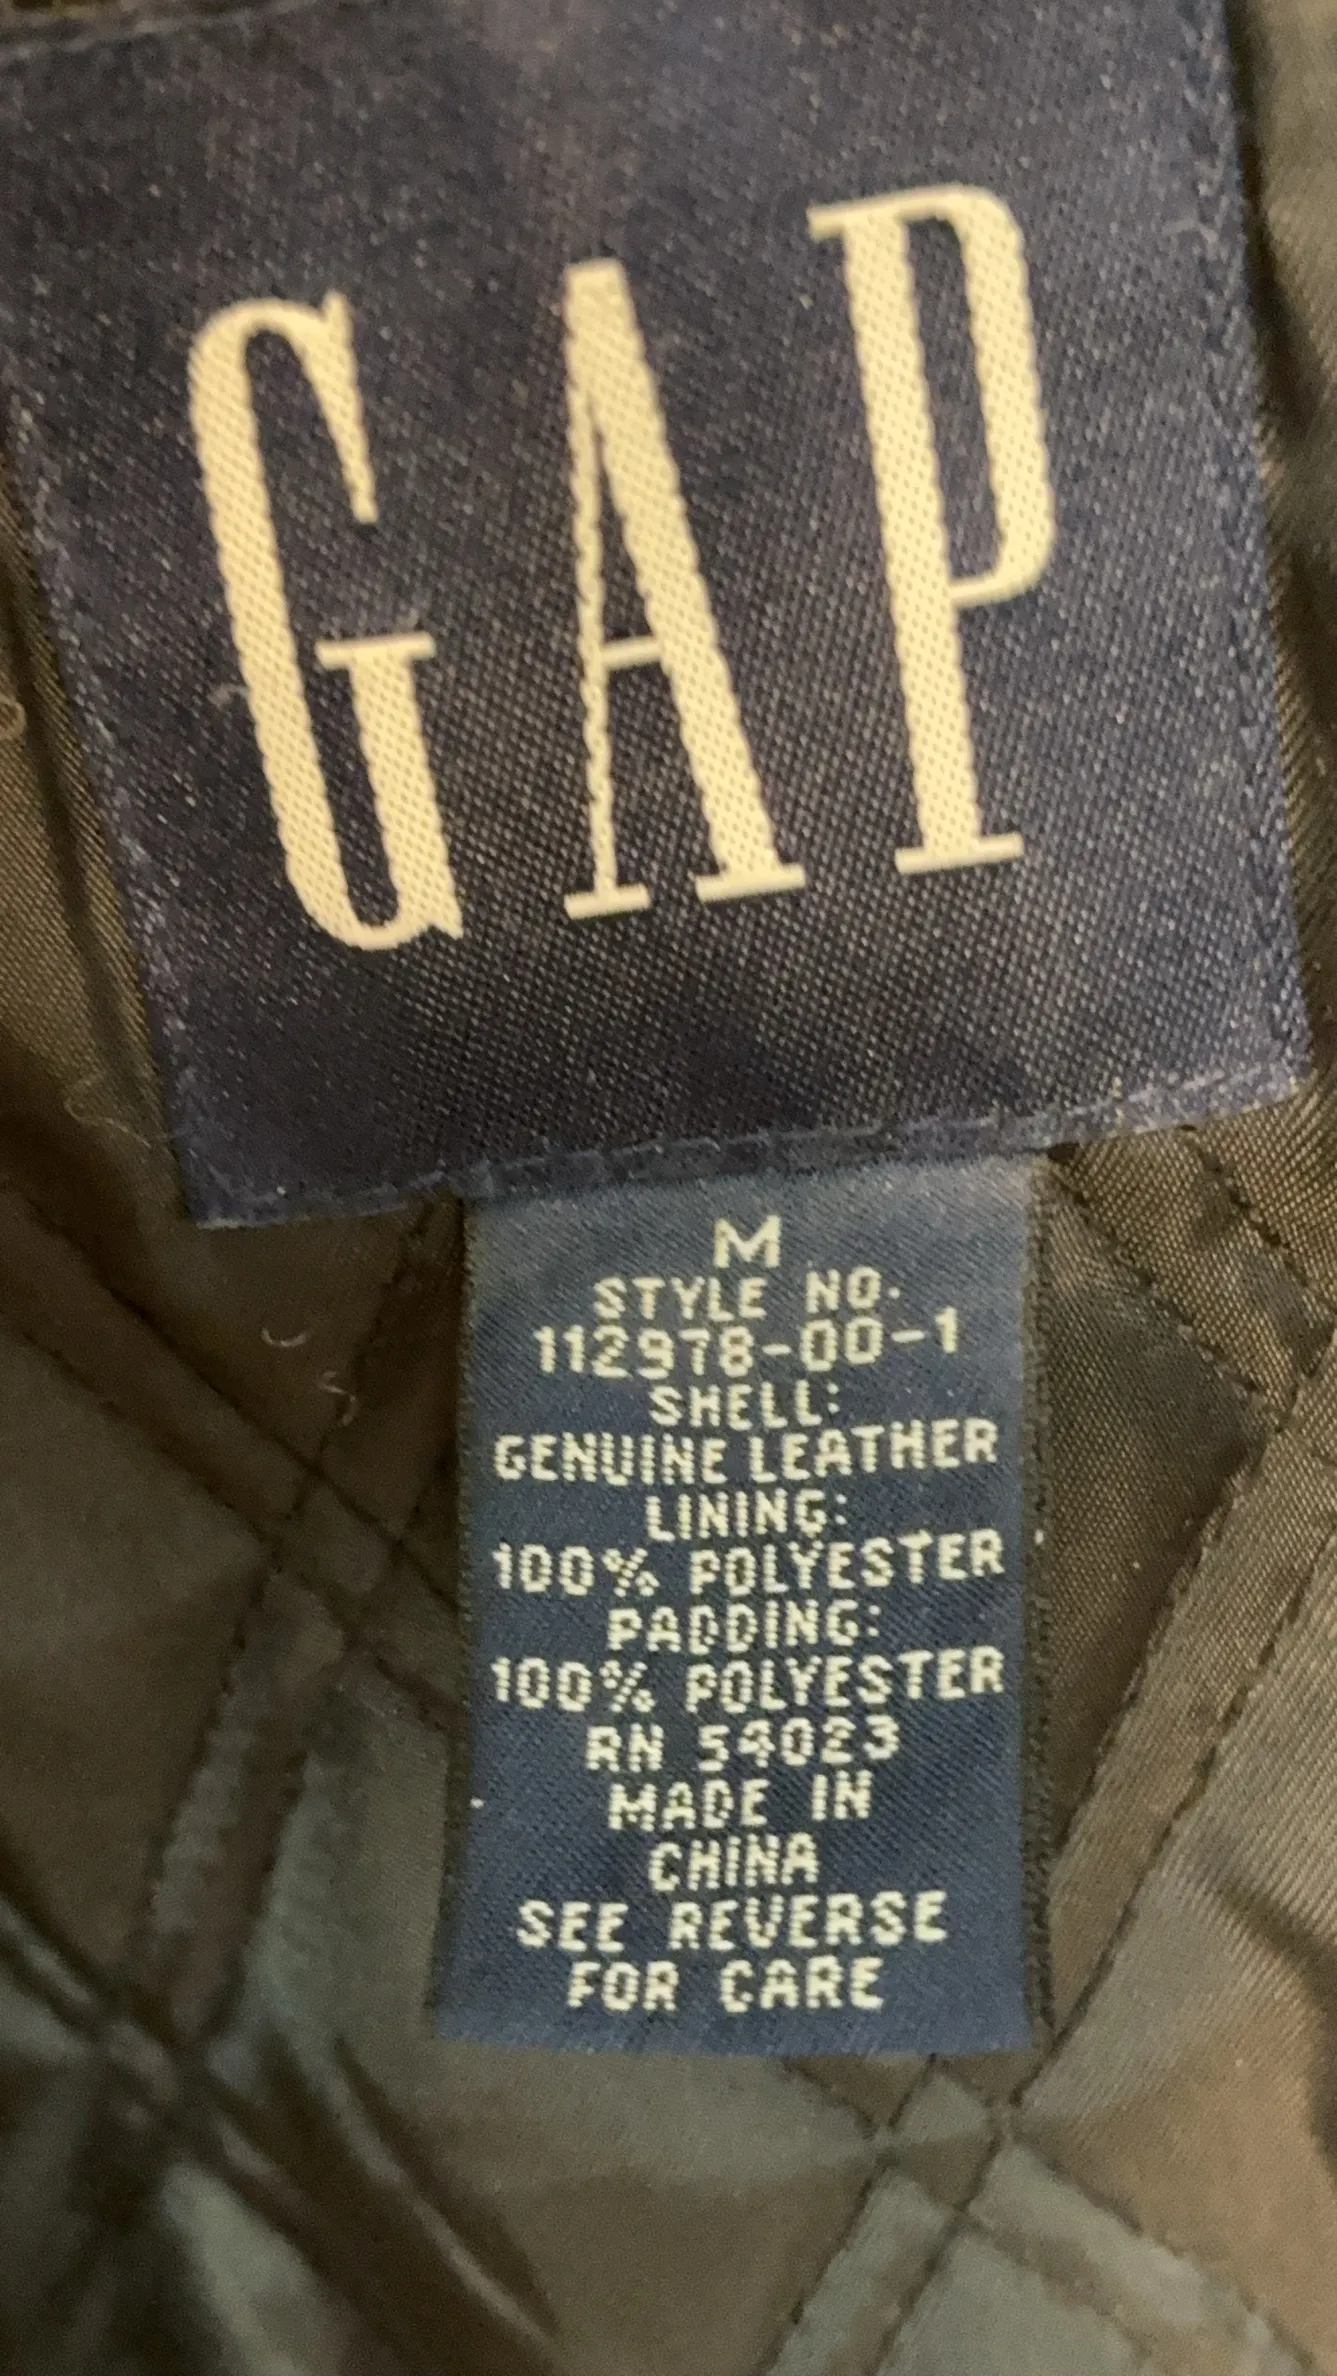 GAP
M
STYLE NO.
112978-00-1
SHELL:
GENUINE LEATHER
LINING:
100% POLYESTER
PADDING:
100% POLYESTER
RN 54023
MADE IN
CHINA
SEE REVERSE
FOR CARE